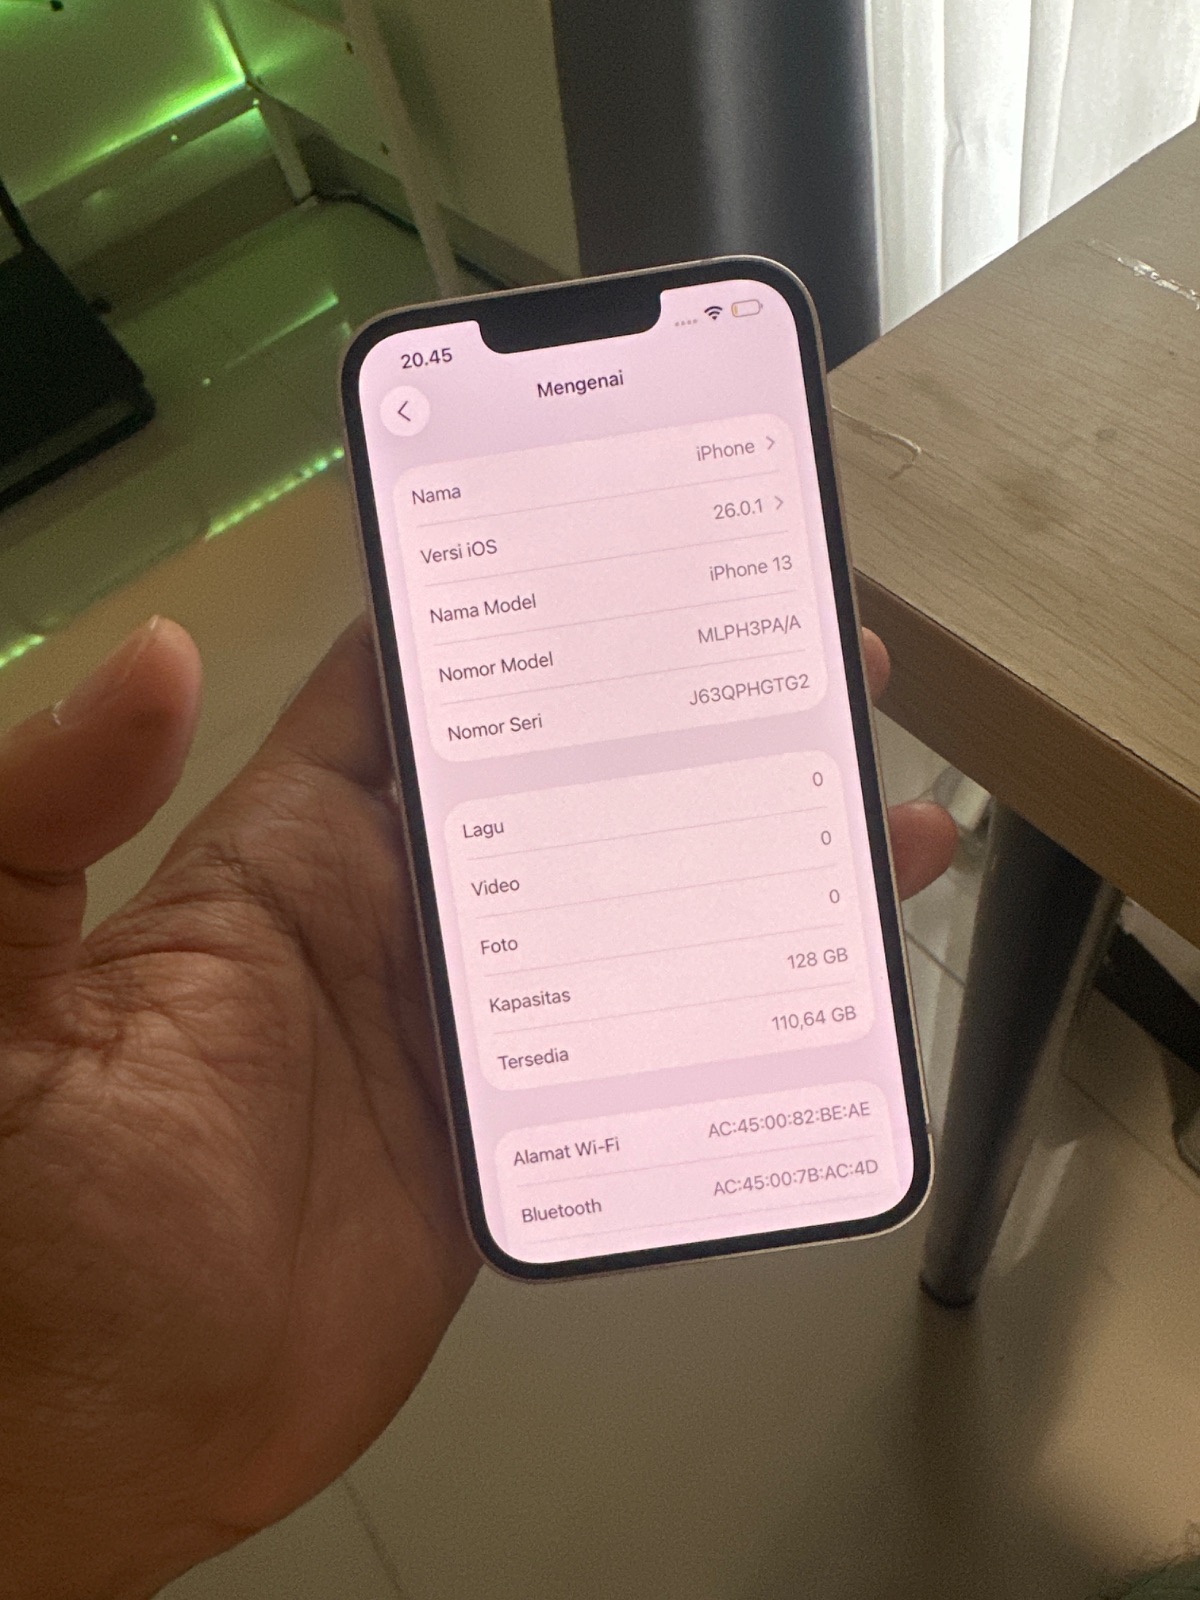 20.45
Mengenai
Nama iPhone
Versi iOS 26.0.1
Nama Model iPhone 13
Nomor Model MLPH3PA/A
Nomor Seri J63QPHGTG2
Lagu 0
Video 0
Foto 0
Kapasitas 128 GB
Tersedia 110,64 GB
Alamat Wi-Fi AC:45:00:82:BE:AE
Bluetooth AC:45:00:7B:AC:4D